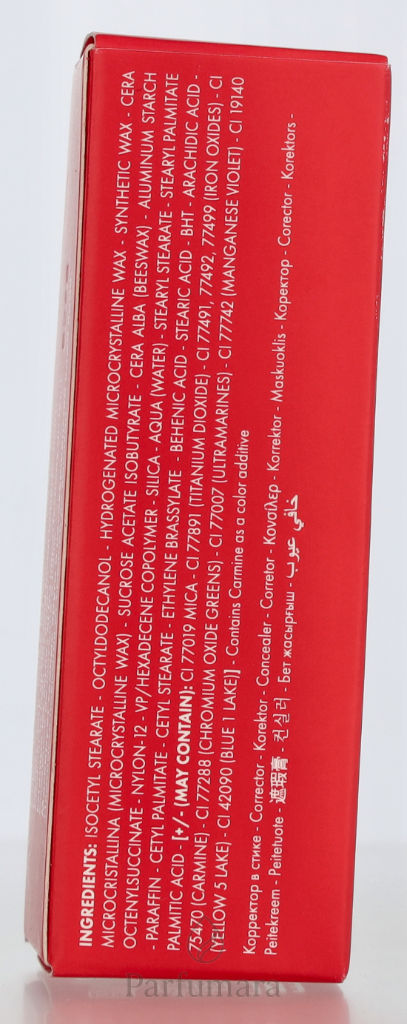 INGREDIENTS: ISOCETYL STEARATE - OCTYLDODECANOL - HYDROGENATED MICROCRYSTALLINE WAX - SYNTHETIC WAX - CERA
MICROCRISTALLINA (MICROCRYSTALLINE WAX) - SUCROSE ACETATE ISOBUTYRATE - CERA ALBA (BEESWAX) - ALUMINUM STARCH
OCTENYLSUCCINATE - NYLON-12 - VP/HEXADECENE COPOLYMER - SILICA - AQUA (WATER) - STEARYL STEARATE - STEARYL PALMITATE
- PARAFFIN - CETYL PALMITATE - CETYL STEARATE - ETHYLENE BRASSYLATE - BEHENIC ACID - STEARIC ACID - BHT - ARACHIDIC ACID -
PALMITIC ACID - [+/- (MAY CONTAIN): CI 77019 MICA - CI 77891 (TITANIUM DIOXIDE) - CI 77491, 77492, 77499 (IRON OXIDES) - CI
75470 (CARMINE) - CI 77288 (CHROMIUM OXIDE GREENS) - CI 77007 (ULTRAMARINES) - CI 77742 (MANGANESE VIOLET) - CI 19140
(YELLOW 5 LAKE) - CI 42090 (BLUE 1 LAKE)] - Contains Carmine as a color additive
Корректор в стике - Corrector - Korektor - Concealer - Corretor - Κονσίλερ - Korrektor - Maskuoklis - Коректор - Corector - Korektors -
Peitekreem - Peitetuote - 遮瑕膏 - 컨실러 - Бет жасырғыш - خافي عيوب
Parfumara